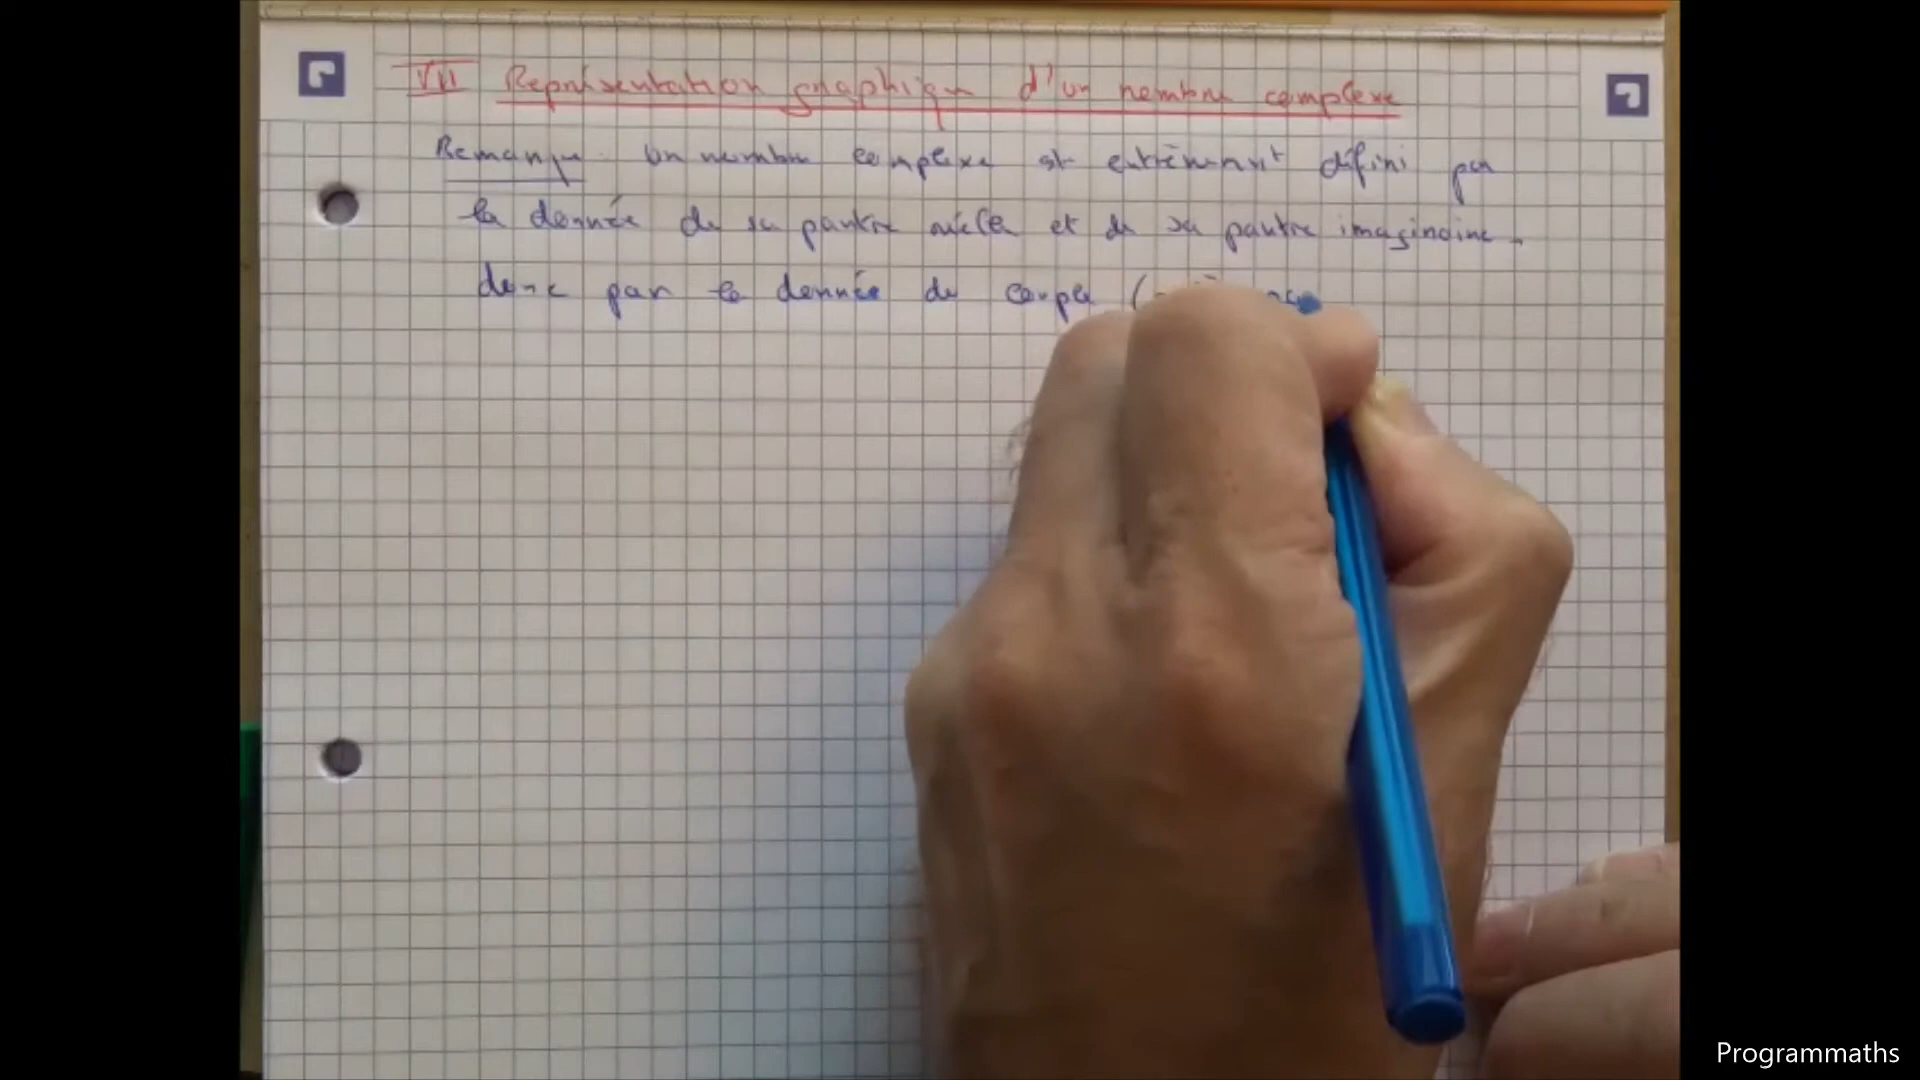 VII Représentation graphique d'un nombre complexe
Remarque Un nombre complexe est entièrement défini par
la donnée de sa partie réelle et de sa partie imaginaire.
donc par la donnée du couple (
Programmaths